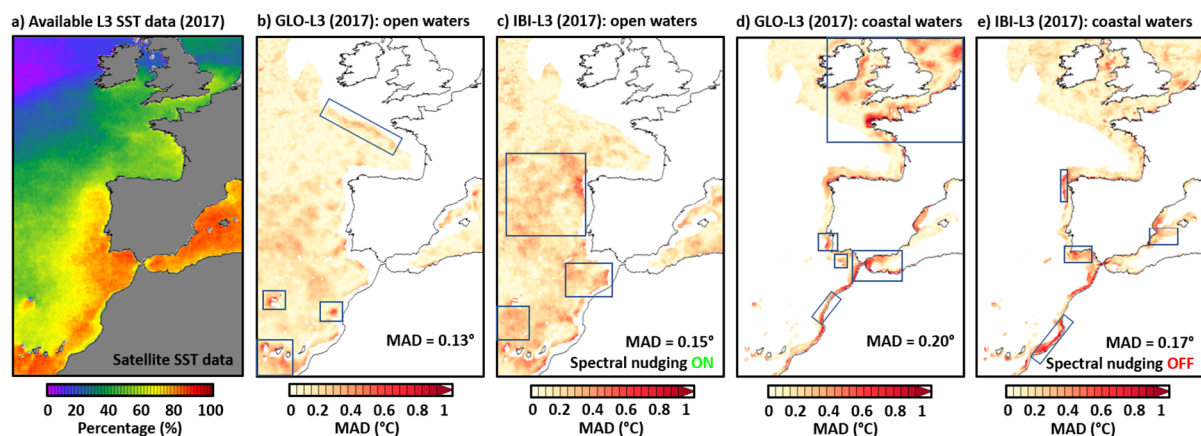 a) Available L3 SST data (2017)
b) GLO-L3 (2017): open waters
c) IBI-L3 (2017): open waters
d) GLO-L3 (2017): coastal waters
e) IBI-L3 (2017): coastal waters
Satellite SST data
MAD = 0.13°
MAD = 0.15°
Spectral nudging ON
MAD = 0.20°
MAD = 0.17°
Spectral nudging OFF
0 20 40 60 80 100
Percentage (%)
0 0.2 0.4 0.6 0.8 1
MAD (°C)
0 0.2 0.4 0.6 0.8 1
MAD (°C)
0 0.2 0.4 0.6 0.8 1
MAD (°C)
0 0.2 0.4 0.6 0.8 1
MAD (°C)